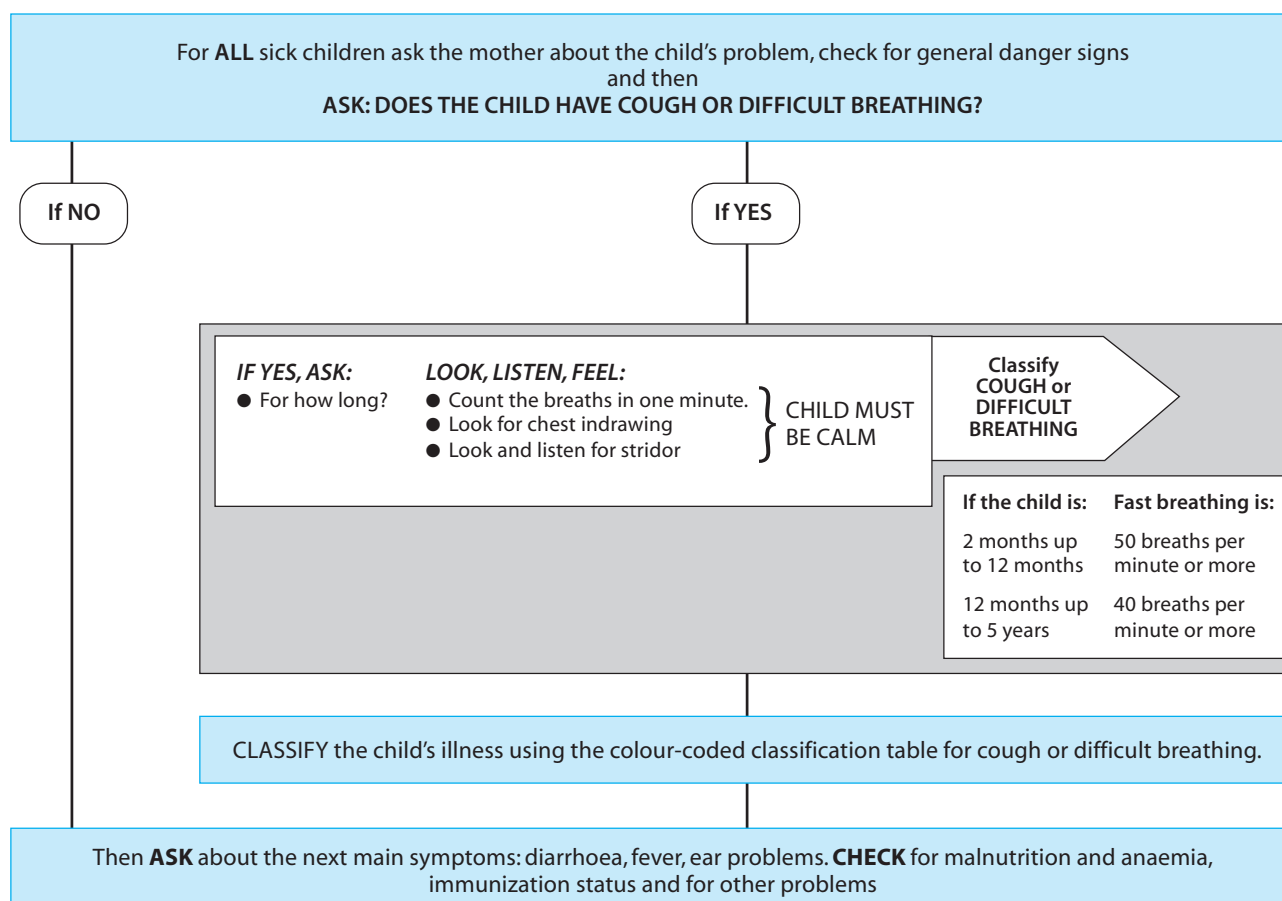 For ALL sick children ask the mother about the child’s problem, check for general danger signs
and then
ASK: DOES THE CHILD HAVE COUGH OR DIFFICULT BREATHING?
If NO
If YES
IF YES, ASK:
● For how long?
LOOK, LISTEN, FEEL:
● Count the breaths in one minute.
● Look for chest indrawing
● Look and listen for stridor
CHILD MUST
BE CALM
Classify
COUGH or
DIFFICULT
BREATHING
If the child is: Fast breathing is:
2 months up 50 breaths per
to 12 months minute or more
12 months up 40 breaths per
to 5 years minute or more
CLASSIFY the child’s illness using the colour-coded classification table for cough or difficult breathing.
Then ASK about the next main symptoms: diarrhoea, fever, ear problems. CHECK for malnutrition and anaemia,
immunization status and for other problems